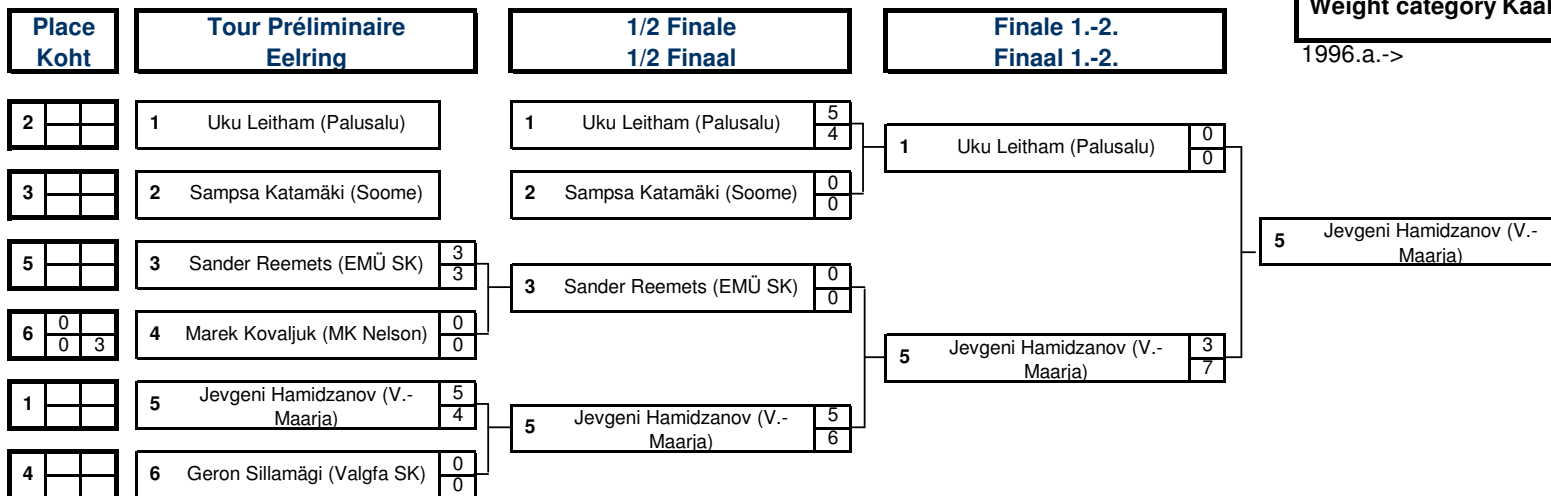 Place
Koht
Tour Préliminaire
Eelring
1/2 Finale
1/2 Finaal
Finale 1.-2.
Finaal 1.-2.
Weight category
1996.a.->
2
1 Uku Leitham (Palusalu)
1 Uku Leitham (Palusalu) 5
4
1 Uku Leitham (Palusalu) 0
0
3
2 Sampsa Katamäki (Soome)
2 Sampsa Katamäki (Soome) 0
0
5 Jevgeni Hamidzanov (V.-
Maarja)
5
3 Sander Reemets (EMÜ SK) 3
3
3 Sander Reemets (EMÜ SK) 0
0
6 0
0 3
4 Marek Kovaljuk (MK Nelson) 0
0
5 Jevgeni Hamidzanov (V.-
Maarja) 3
7
1
5 Jevgeni Hamidzanov (V.-
Maarja) 5
4
5 Jevgeni Hamidzanov (V.-
Maarja) 5
6
4
6 Geron Sillamägi (Valgfa SK) 0
0